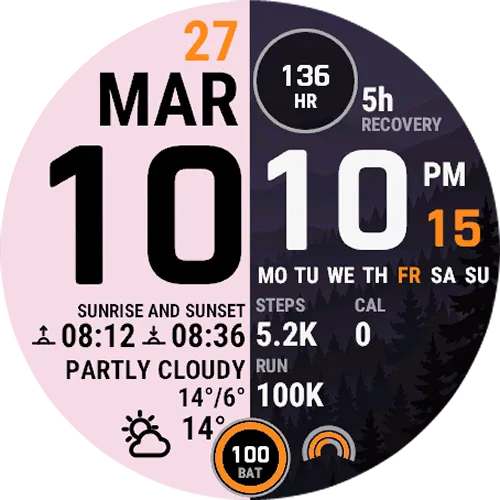 27
MAR
10
SUNRISE AND SUNSET
08:12 08:36
PARTLY CLOUDY
14°/6°
14°
136
HR
5h
RECOVERY
10
PM
15
MO TU WE TH FR SA SU
STEPS CAL
5.2K 0
RUN
100K
100
BAT